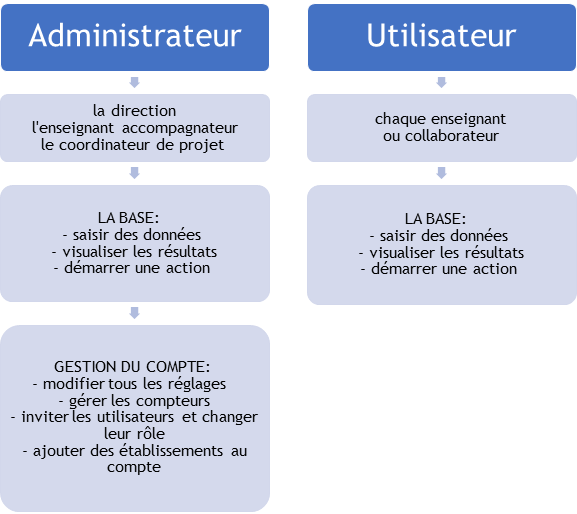 Administrateur
la direction
l'enseignant accompagnateur
le coordinateur de projet
LA BASE:
- saisir des données
- visualiser les résultats
- démarrer une action
GESTION DU COMPTE:
- modifier tous les réglages
- gérer les compteurs
- inviter les utilisateurs et changer
leur rôle
- ajouter des établissements au
compte
Utilisateur
chaque enseignant
ou collaborateur
LA BASE:
- saisir des données
- visualiser les résultats
- démarrer une action